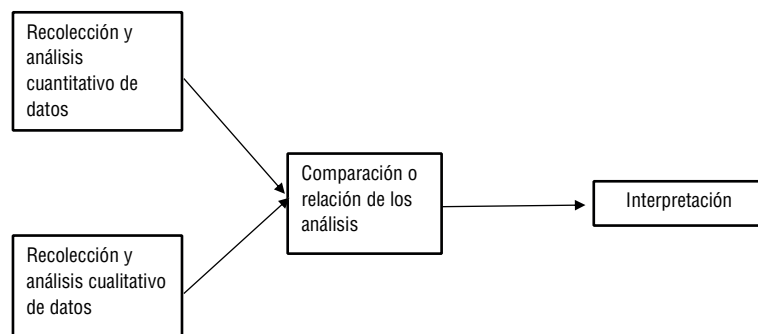 Recolección y
análisis
cuantitativo de
datos
Comparación o
relación de los
análisis
Interpretación
Recolección y
análisis cualitativo
de datos